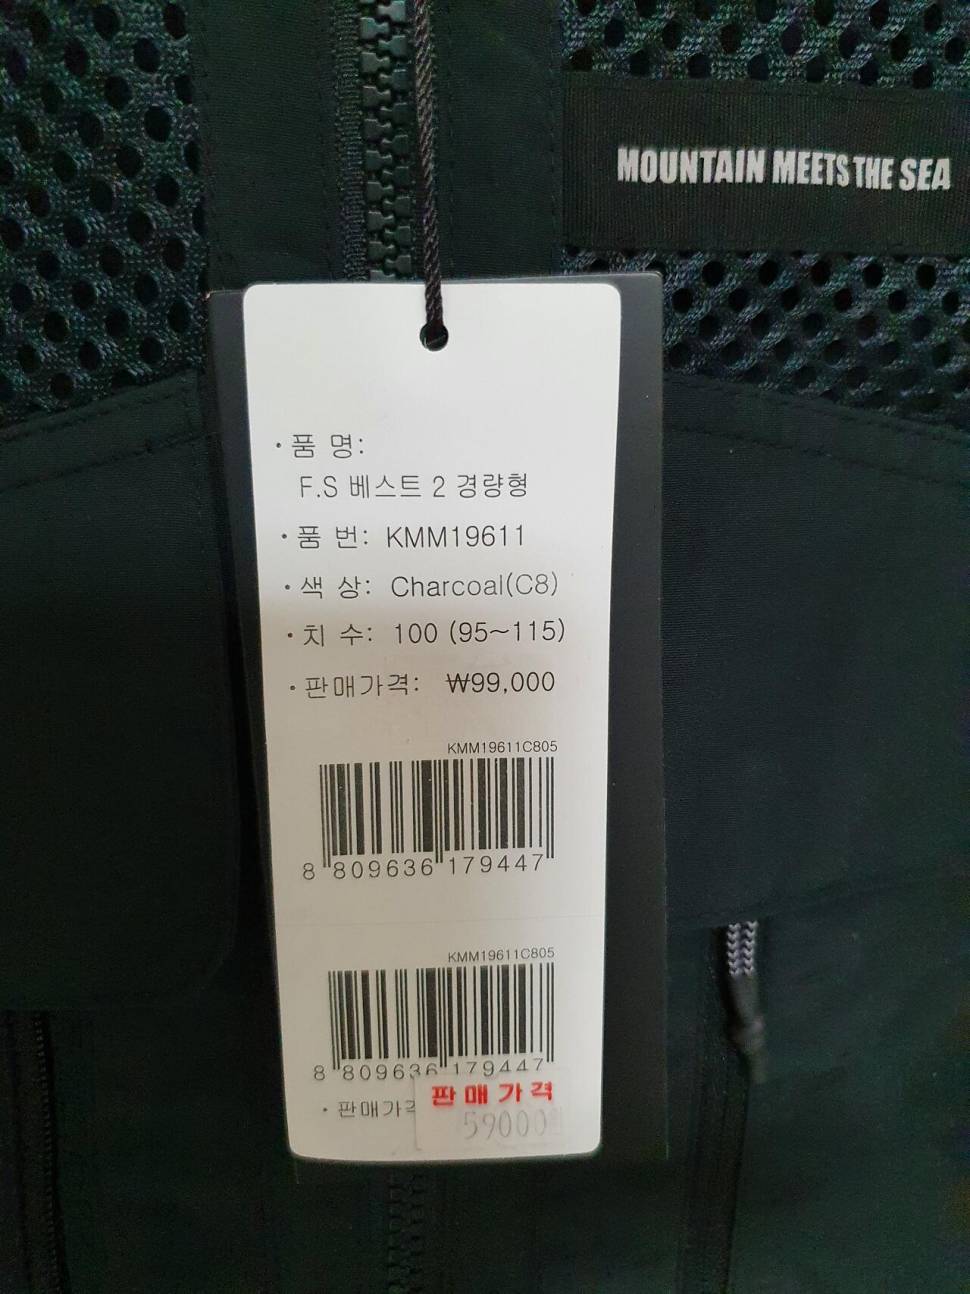 MOUNTAIN MEETS THE SEA
· 품 명:
F.S 베스트 2 경량형
· 품 번: KMM19611
· 색 상: Charcoal(C8)
· 치 수: 100 (95~115)
· 판매가격: ₩99,000
KMM19611C805
8 809636 179447
KMM19611C805
8 809636 179447
· 판매가격
판매가격
59000